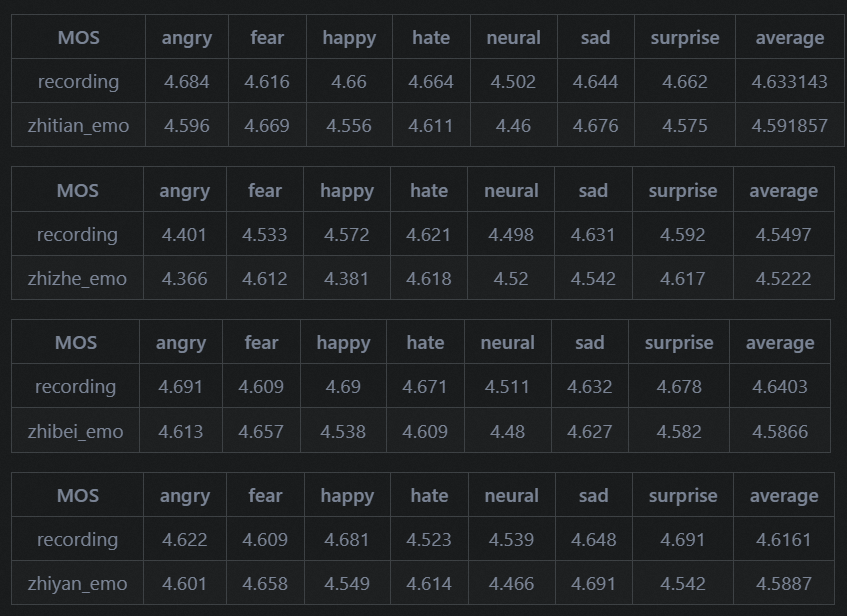 MOS angry fear happy hate neural sad surprise average
recording 4.684 4.616 4.66 4.664 4.502 4.644 4.662 4.633143
zhitian_emo 4.596 4.669 4.556 4.611 4.46 4.676 4.575 4.591857
MOS angry fear happy hate neural sad surprise average
recording 4.401 4.533 4.572 4.621 4.498 4.631 4.592 4.5497
zhizhe_emo 4.366 4.612 4.381 4.618 4.52 4.542 4.617 4.5222
MOS angry fear happy hate neural sad surprise average
recording 4.691 4.609 4.69 4.671 4.511 4.632 4.678 4.6403
zhibei_emo 4.613 4.657 4.538 4.609 4.48 4.627 4.582 4.5866
MOS angry fear happy hate neural sad surprise average
recording 4.622 4.609 4.681 4.523 4.539 4.648 4.691 4.6161
zhiyan_emo 4.601 4.658 4.549 4.614 4.466 4.691 4.542 4.5887